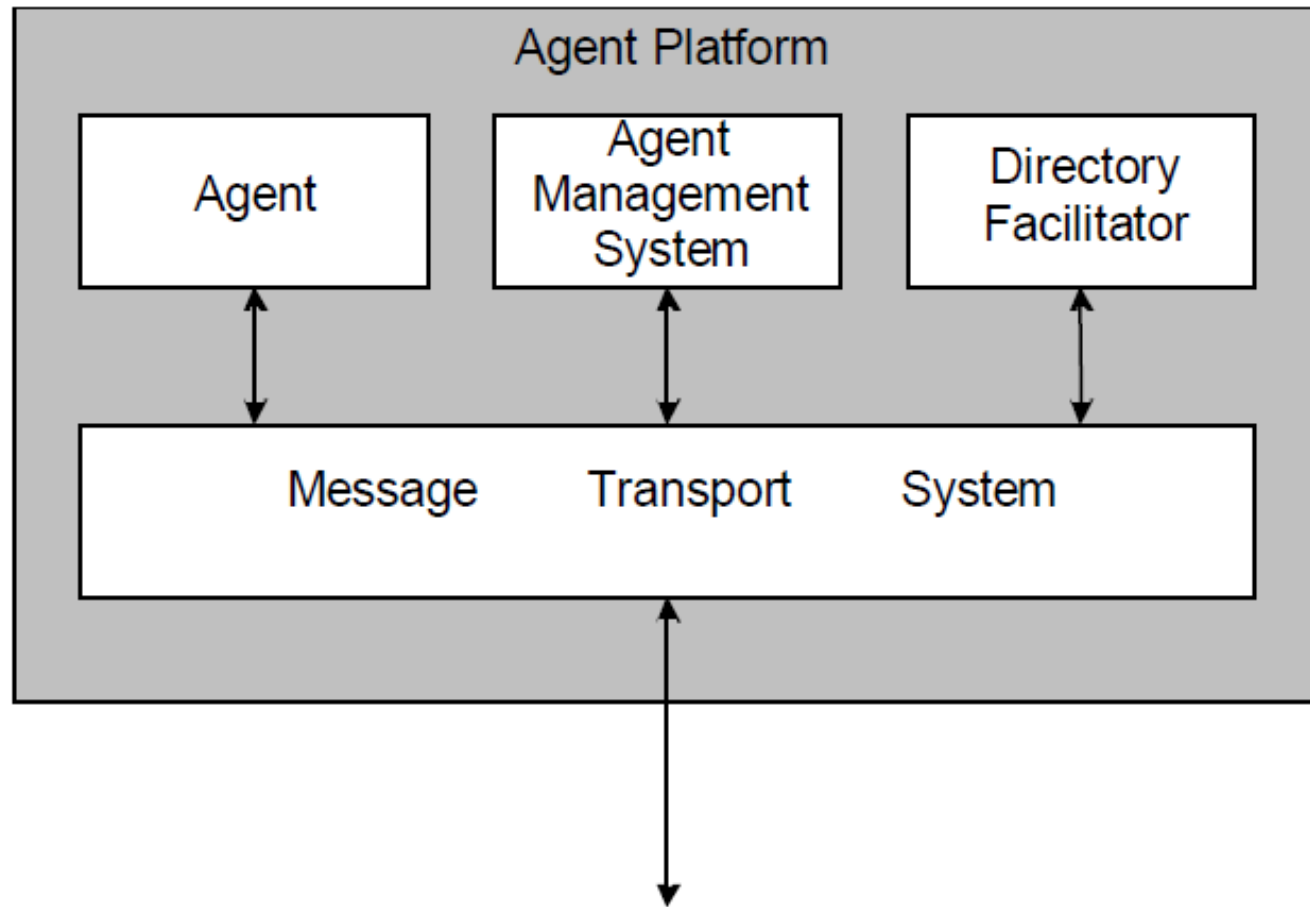 Agent Platform
Agent
Agent
Management
System
Directory
Facilitator
Message Transport System